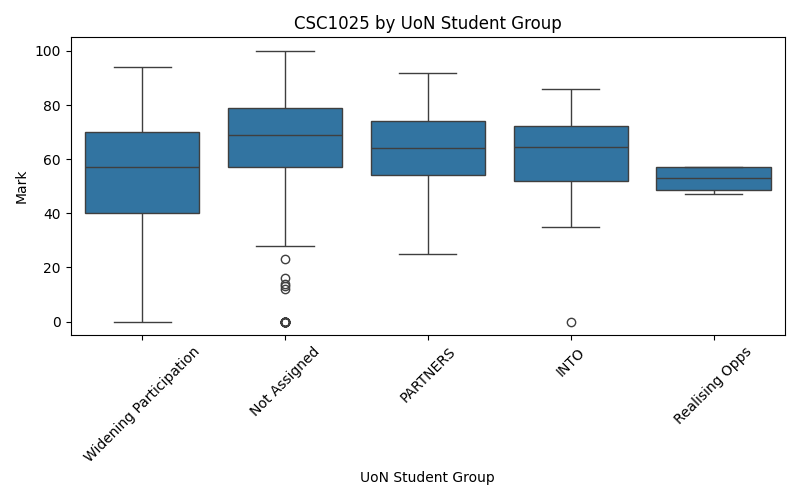 CSC1025 by UoN Student Group
Mark
100
80
60
40
20
0
Widening Participation
Not Assigned
PARTNERS
INTO
Realising Opps
UoN Student Group